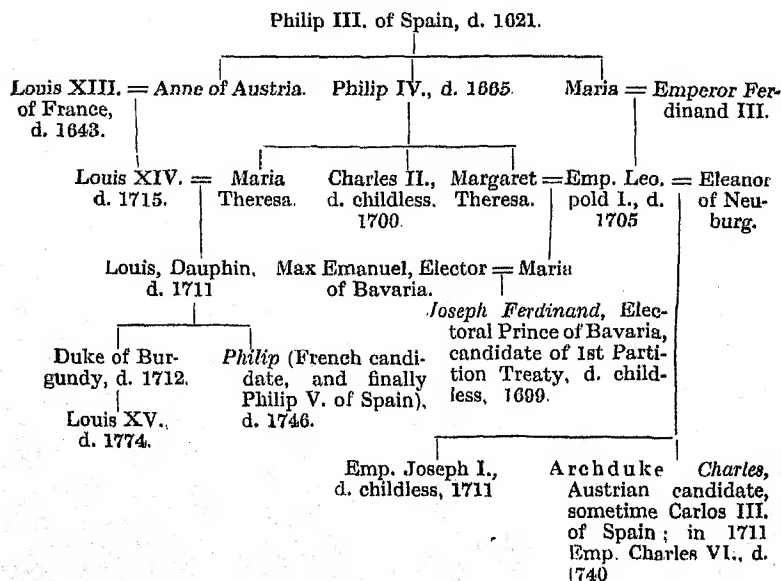 Philip III. of Spain, d. 1621.
Louis XIII. = Anne of Austria.
of France,
d. 1643.
Philip IV., d. 1665.
Maria = Emperor Fer-
dinand III.
Louis XIV. = Maria
d. 1715. Theresa.
Charles II.,
d. childless,
1700.
Margaret = Emp. Leo- = Eleanor
Theresa. pold I., d. of Neu-
1705 burg.
Louis, Dauphin,
d. 1711
Max Emanuel, Elector = Maria
of Bavaria.
Joseph Ferdinand, Elec-
toral Prince of Bavaria,
candidate of 1st Parti-
tion Treaty, d. child-
less, 1699.
Duke of Bur-
gundy, d. 1712.
Louis XV.,
d. 1774.
Philip (French candi-
date, and finally
Philip V. of Spain),
d. 1746.
Emp. Joseph I.,
d. childless, 1711
Archduke Charles,
Austrian candidate,
sometime Carlos III.
of Spain; in 1711
Emp. Charles VI., d.
1740